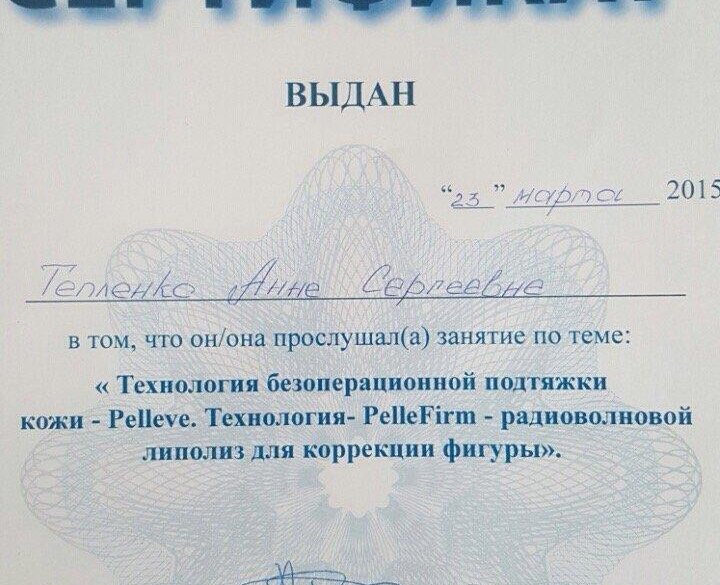 СЕРТИФИКАТ
ВЫДАН
“23” марта 2015
Тепленко Анне Сергеевне
в том, что он/она прослушал(а) занятие по теме:
« Технология безоперационной подтяжки
кожи - Pelleve. Технология- PelleFirm - радиоволновой
липолиз для коррекции фигуры».